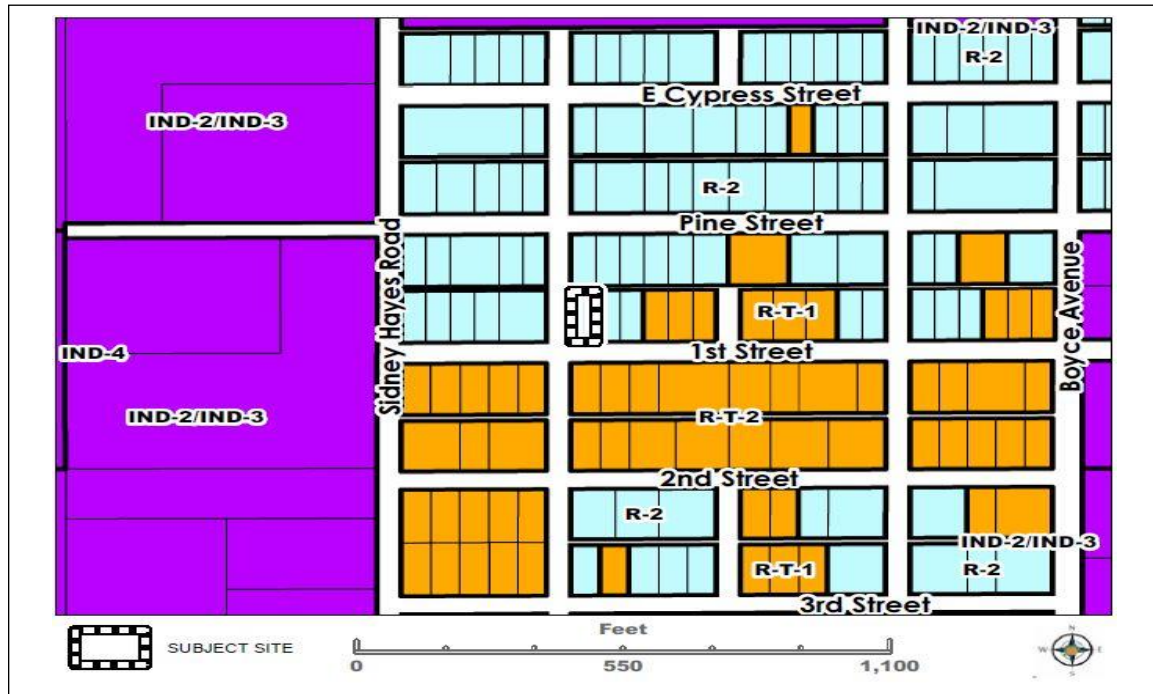 IND-2/IND-3
R-2
E Cypress Street
IND-2/IND-3
R-2
Pine Street
Sidney Hayes Road
R-T-1
1st Street
IND-4
Boyce Avenue
IND-2/IND-3
R-T-2
2nd Street
R-2
IND-2/IND-3
R-T-1
R-2
3rd Street
SUBJECT SITE
Feet
0 550 1,100
N
W E
S